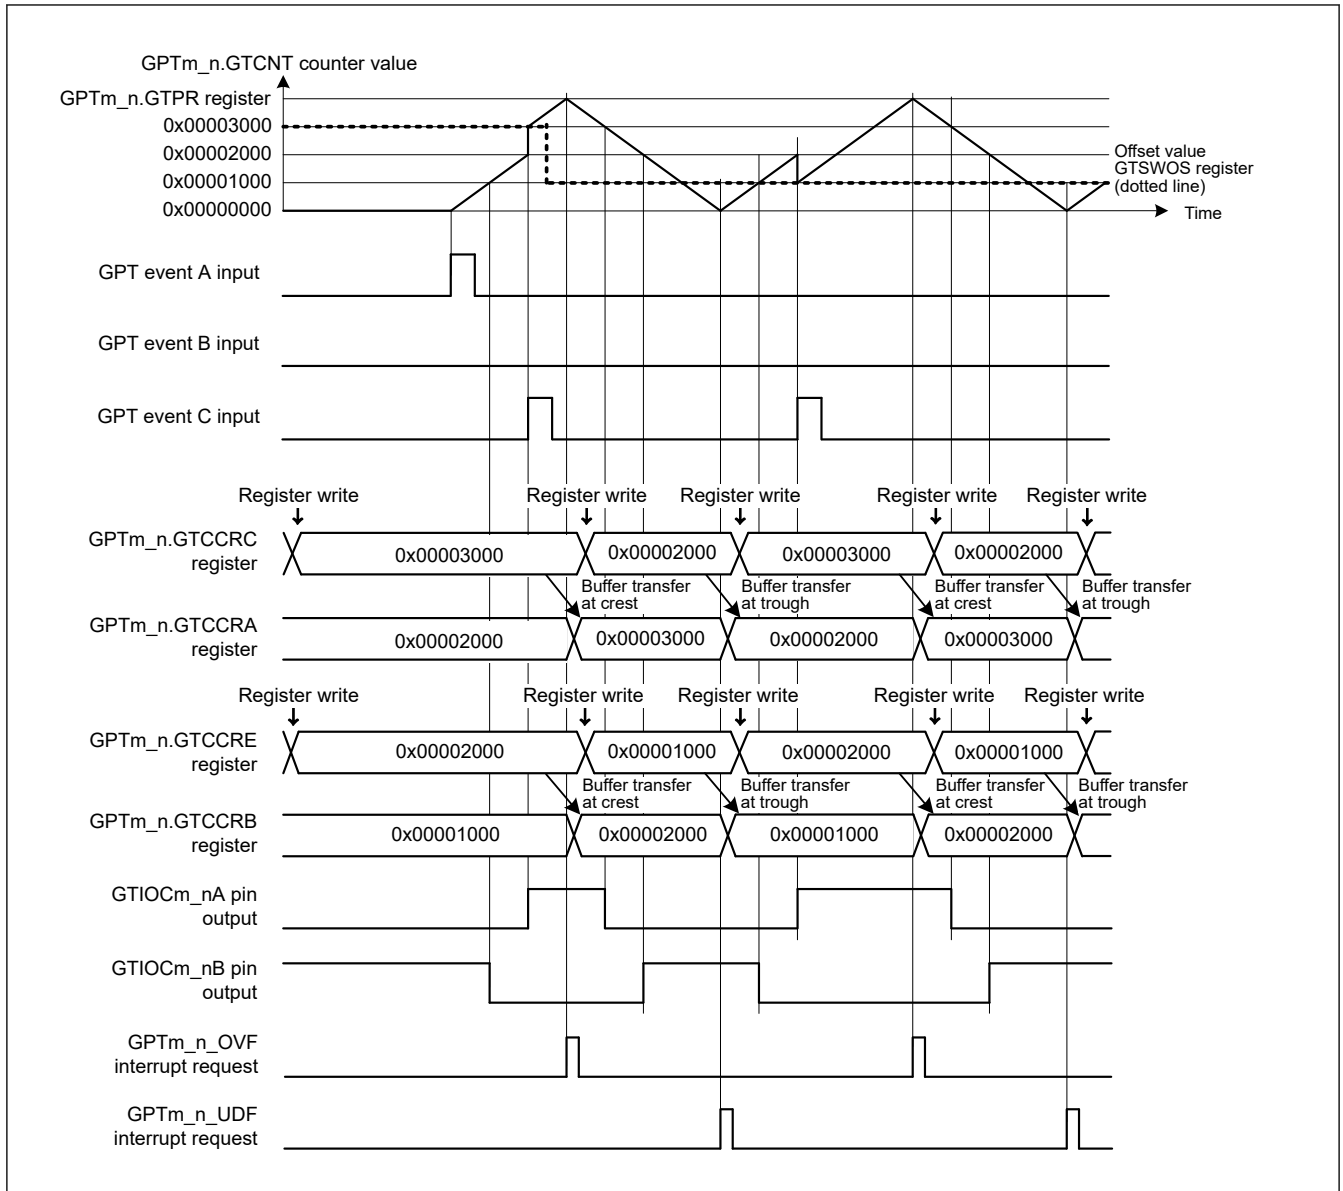 GPTm_n.GTCNT counter value
GPTm_n.GTPR register
0x00003000
0x00002000
0x00001000
0x00000000
Offset value
GTSWOS register
(dotted line)
Time
GPT event A input
GPT event B input
GPT event C input
Register write Register write Register write Register write Register write
GPTm_n.GTCCRC
register
0x00003000 0x00002000 0x00003000 0x00002000
Buffer transfer Buffer transfer Buffer transfer Buffer transfer
at crest at trough at crest at trough
GPTm_n.GTCCRA
register
0x00002000 0x00003000 0x00002000 0x00003000
Register write Register write Register write Register write Register write
GPTm_n.GTCCRE
register
0x00002000 0x00001000 0x00002000 0x00001000
Buffer transfer Buffer transfer Buffer transfer Buffer transfer
at crest at trough at crest at trough
GPTm_n.GTCCRB
register
0x00001000 0x00002000 0x00001000 0x00002000
GTIOCm_nA pin
output
GTIOCm_nB pin
output
GPTm_n_OVF
interrupt request
GPTm_n_UDF
interrupt request